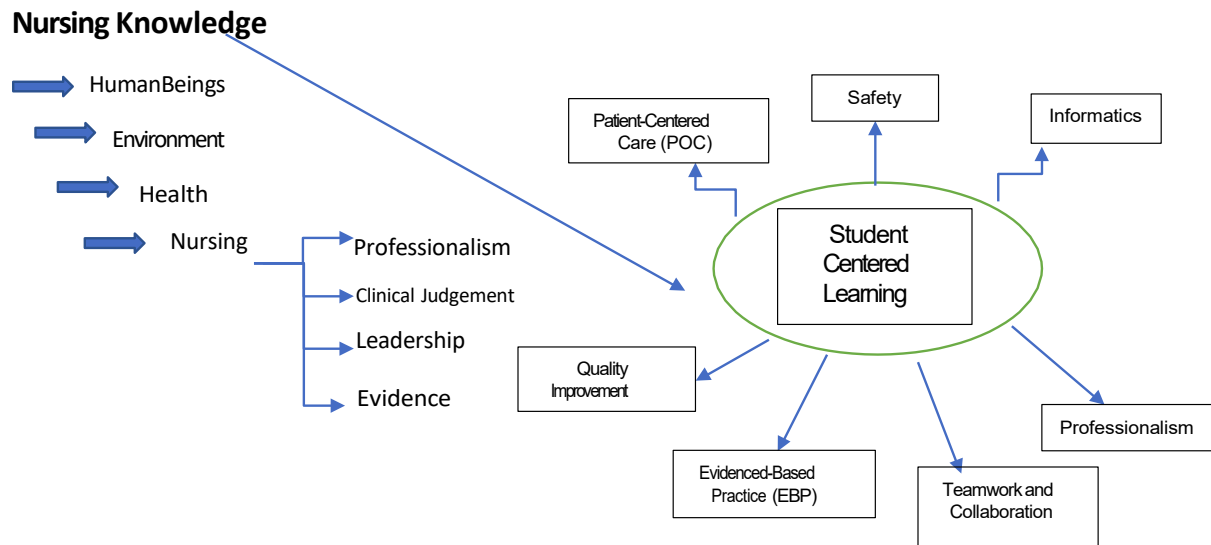 Nursing Knowledge
HumanBeings
Environment
Health
Nursing
Professionalism
Clinical Judgement
Leadership
Evidence
Patient-Centered
Care (POC)
Safety
Informatics
Student
Centered
Learning
Quality
Improvement
Evidenced-Based
Practice (EBP)
Teamwork and
Collaboration
Professionalism